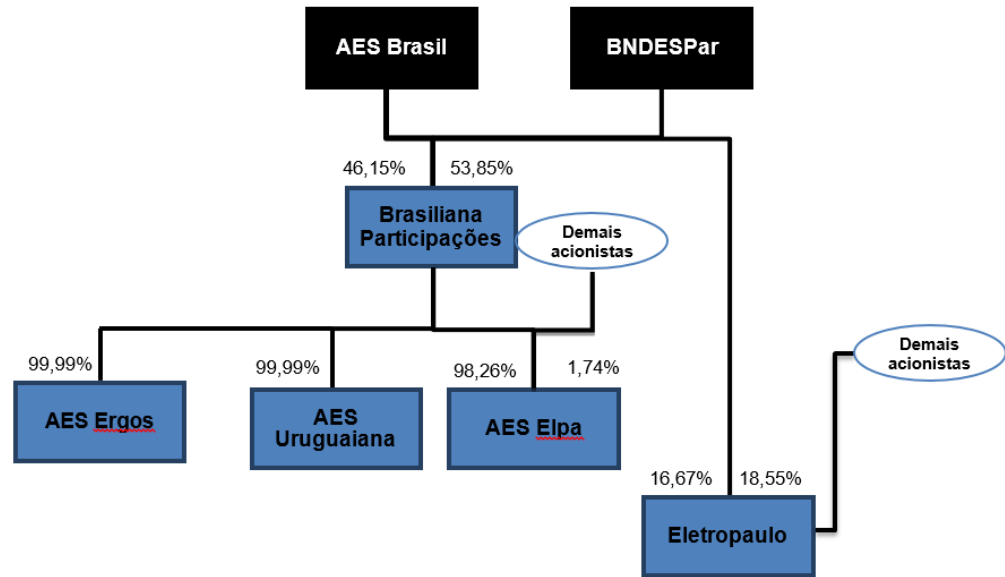 AES Brasil
BNDESPar
46,15%
53,85%
Brasiliana
Participações
Demais
acionistas
99,99%
99,99%
98,26%
1,74%
AES Ergos
AES
Uruguaiana
AES Elpa
Demais
acionistas
16,67%
18,55%
Eletropaulo